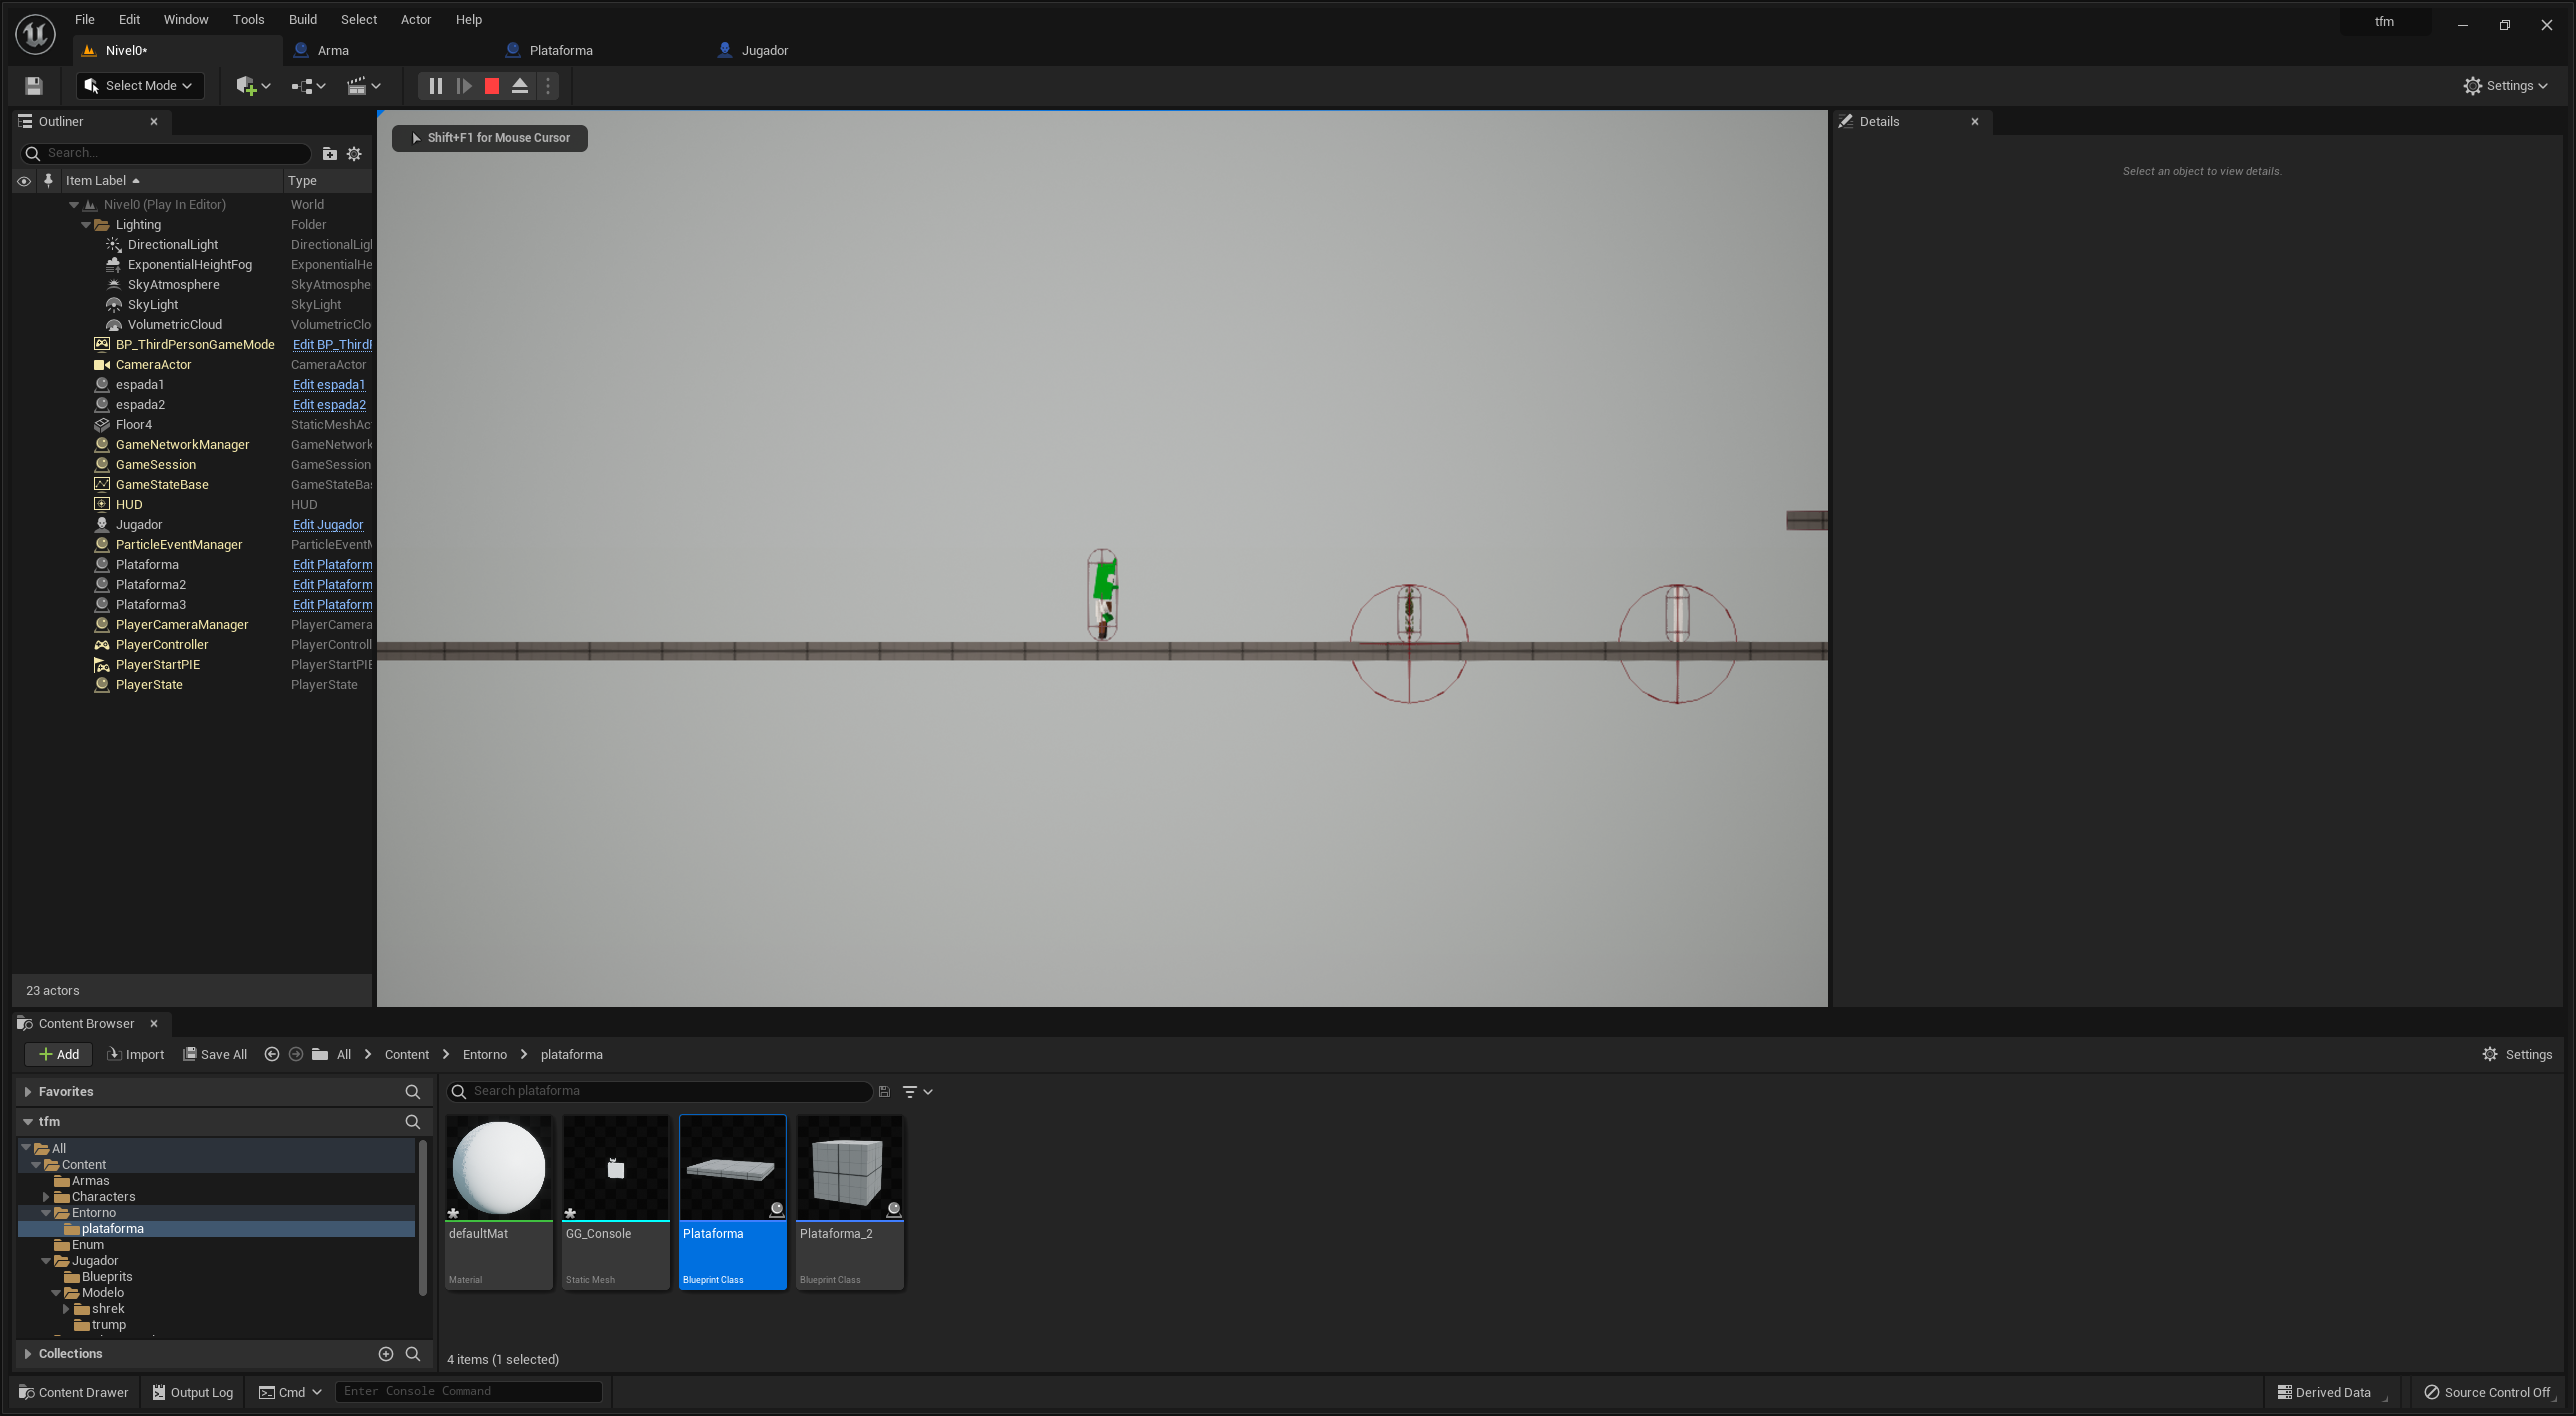 File Edit Window Tools Build Select Actor Help
tfm
Nivel0* Arma Plataforma Jugador
Select Mode
Settings
Outliner
Shift+F1 for Mouse Cursor
Details
Search...
Select an object to view details.
Item Label Type
Nivel0 (Play In Editor) World
Lighting Folder
DirectionalLight DirectionalLigl
ExponentialHeightFog ExponentialHe
SkyAtmosphere SkyAtmosphe
SkyLight SkyLight
VolumetricCloud VolumetricClo
BP_ThirdPersonGameMode Edit BP_ThirdF
CameraActor CameraActor
espada1 Edit espada1
espada2 Edit espada2
Floor4 StaticMeshAc
GameNetworkManager GameNetwork
GameSession GameSession
GameStateBase GameStateBa
HUD HUD
Jugador Edit Jugador
ParticleEventManager ParticleEventM
Plataforma Edit Plataform
Plataforma2 Edit Plataform
Plataforma3 Edit Plataform
PlayerCameraManager PlayerCamera
PlayerController PlayerControll
PlayerStartPIE PlayerStartPIE
PlayerState PlayerState
23 actors
Content Browser
Add Import Save All All Content Entorno plataforma
Settings
Favorites
Search plataforma
tfm
All
Content
Armas
Characters
Entorno
plataforma
Enum
Jugador
Blueprits
Modelo
shrek
trump
defaultMat GG_Console Plataforma Plataforma_2
Material Static Mesh Blueprint Class Blueprint Class
Collections
4 items (1 selected)
Content Drawer Output Log Cmd Enter Console Command
Derived Data Source Control Off